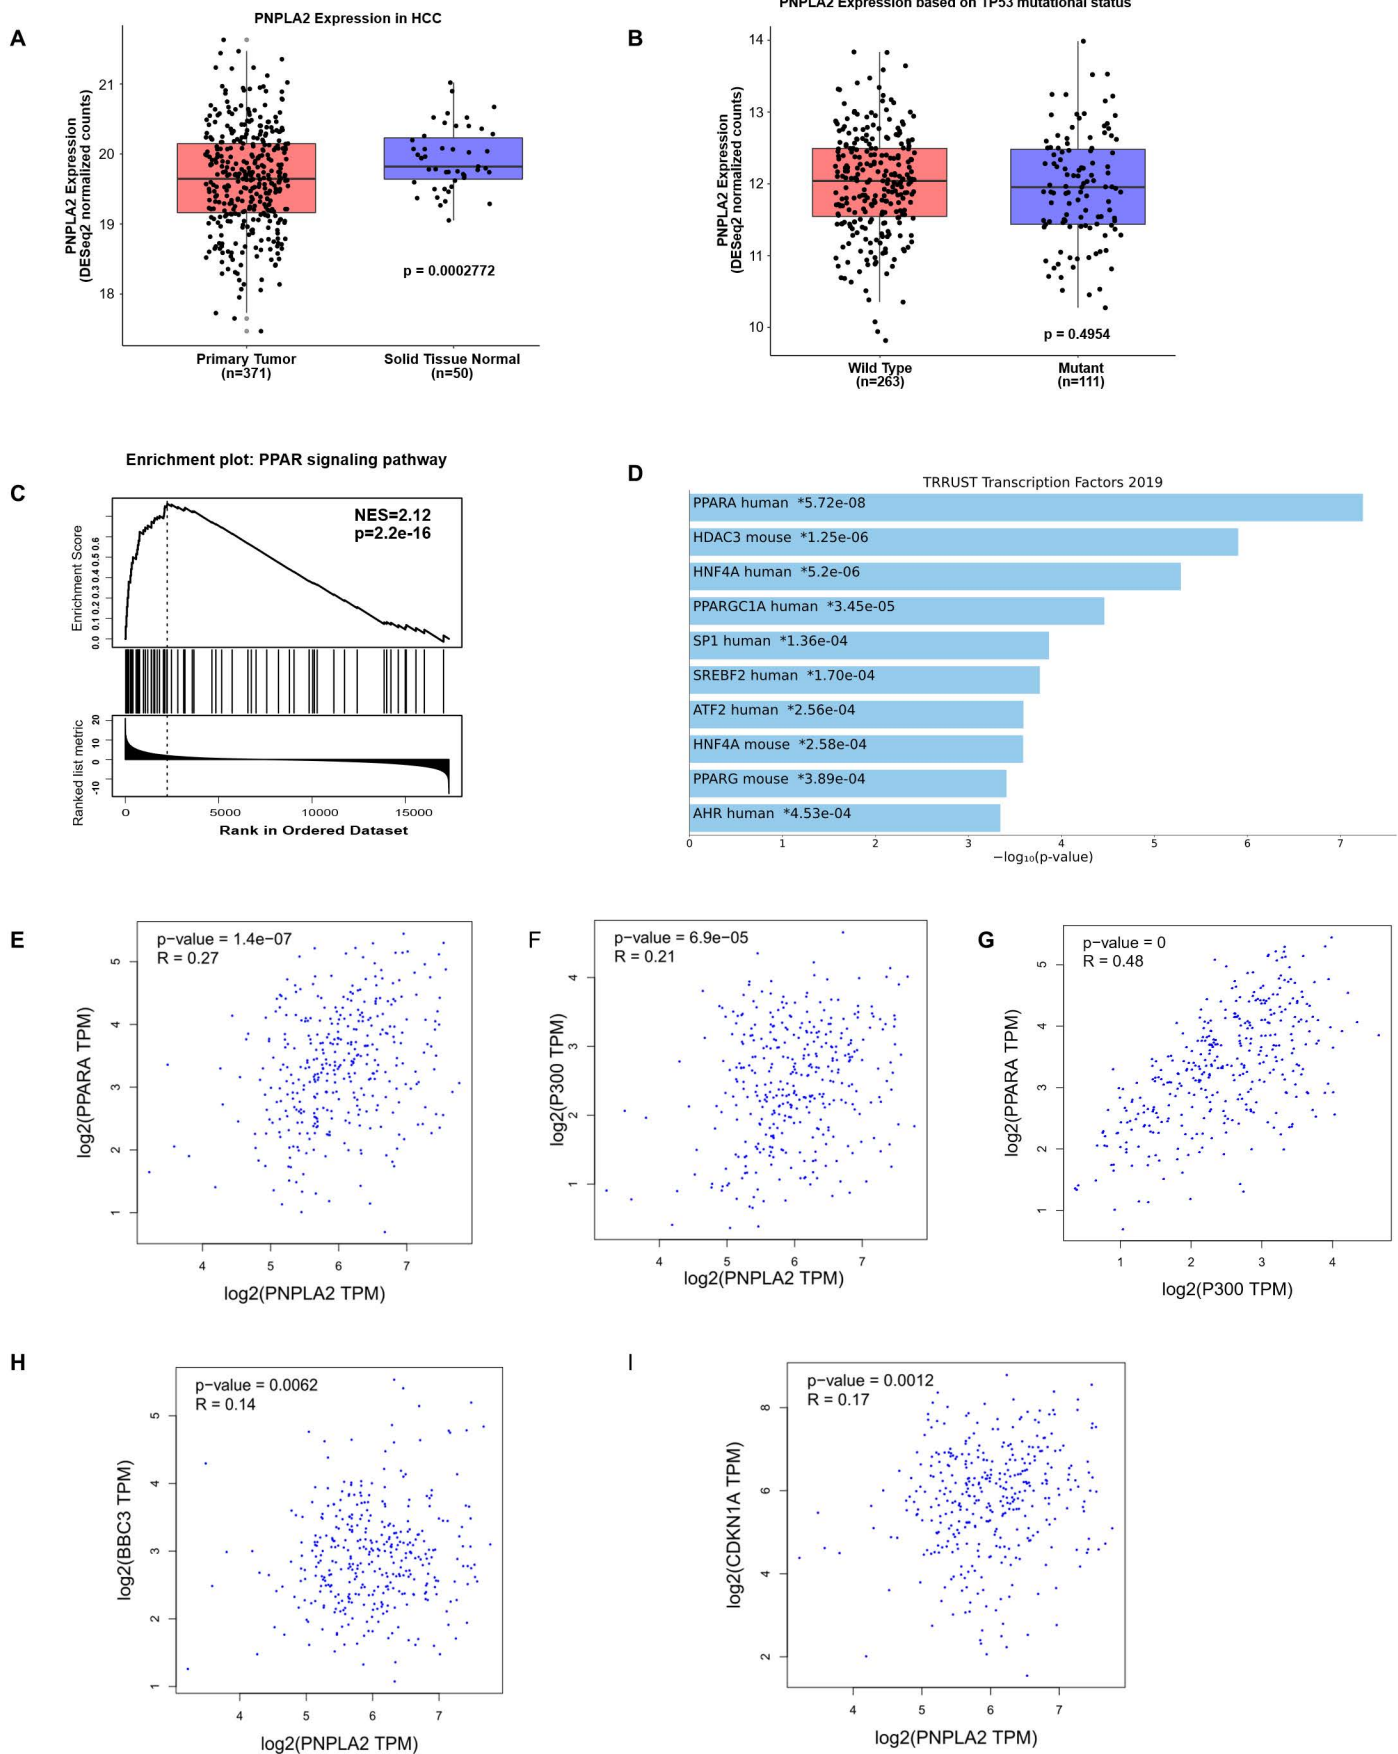 A
PNPLA2 Expression in HCC
PNPLA2 Expression
(DESeq2 normalized counts)
21
20
19
18
p = 0.0002772
Primary Tumor
(n=371)
Solid Tissue Normal
(n=50)
B
PNPLA2 Expression based on TP53 mutational status
PNPLA2 Expression
(DESeq2 normalized counts)
14
13
12
11
10
p = 0.4954
Wild Type
(n=263)
Mutant
(n=111)
C
Enrichment plot: PPAR signaling pathway
NES=2.12
p=2.2e-16
Enrichment Score
0.0 0.1 0.2 0.3 0.4 0.5 0.6
Ranked list metric
-10 0 10 20
0 5000 10000 15000
Rank in Ordered Dataset
D
TRRUST Transcription Factors 2019
PPARA human *5.72e-08
HDAC3 mouse *1.25e-06
HNF4A human *5.2e-06
PPARGC1A human *3.45e-05
SP1 human *1.36e-04
SREBF2 human *1.70e-04
ATF2 human *2.56e-04
HNF4A mouse *2.58e-04
PPARG mouse *3.89e-04
AHR human *4.53e-04
0 1 2 3 4 5 6 7
−log₁₀(p-value)
E
p−value = 1.4e−07
R = 0.27
log2(PPARA TPM)
1 2 3 4 5
4 5 6 7
log2(PNPLA2 TPM)
F
p−value = 6.9e−05
R = 0.21
log2(P300 TPM)
1 2 3 4
4 5 6 7
log2(PNPLA2 TPM)
G
p−value = 0
R = 0.48
log2(PPARA TPM)
1 2 3 4 5
1 2 3 4
log2(P300 TPM)
H
p−value = 0.0062
R = 0.14
log2(BBC3 TPM)
1 2 3 4 5
4 5 6 7
log2(PNPLA2 TPM)
I
p−value = 0.0012
R = 0.17
log2(CDKN1A TPM)
2 4 6 8
4 5 6 7
log2(PNPLA2 TPM)